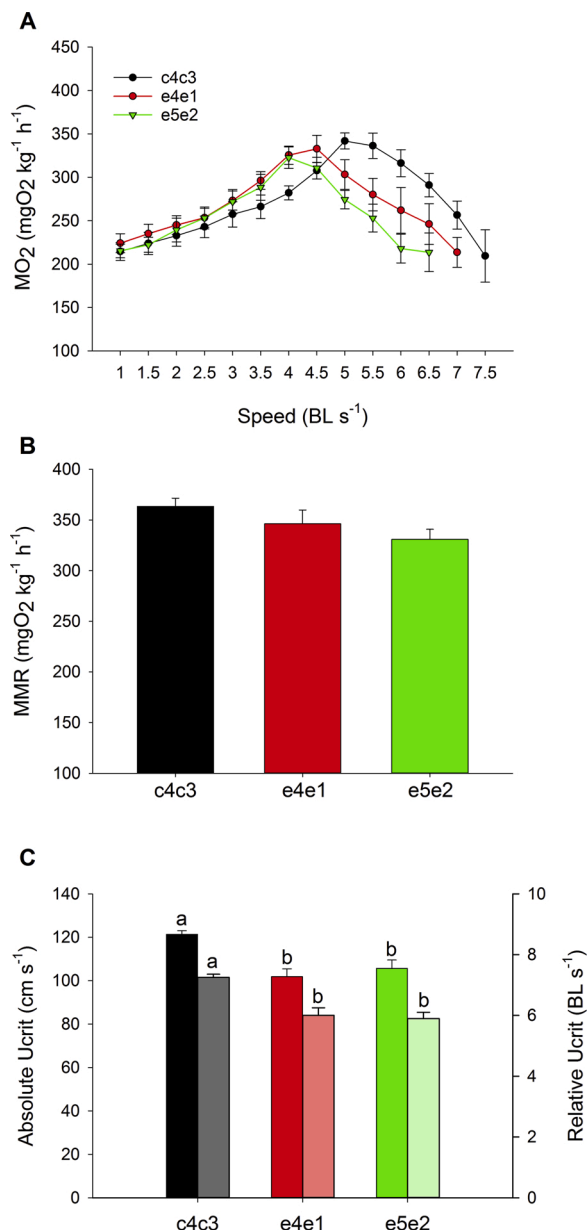 A
450
400
350
300
250
200
150
100
c4c3
e4e1
e5e2
MO2 (mgO2 kg-1 h-1)
1 1.5 2 2.5 3 3.5 4 4.5 5 5.5 6 6.5 7 7.5
Speed (BL s-1)
B
400
350
300
250
200
150
100
MMR (mgO2 kg-1 h-1)
c4c3 e4e1 e5e2
C
140
120
100
80
60
40
20
0
Absolute Ucrit (cm s-1)
a
a
b
b
b
b
10
8
6
4
2
0
Relative Ucrit (BL s-1)
c4c3 e4e1 e5e2